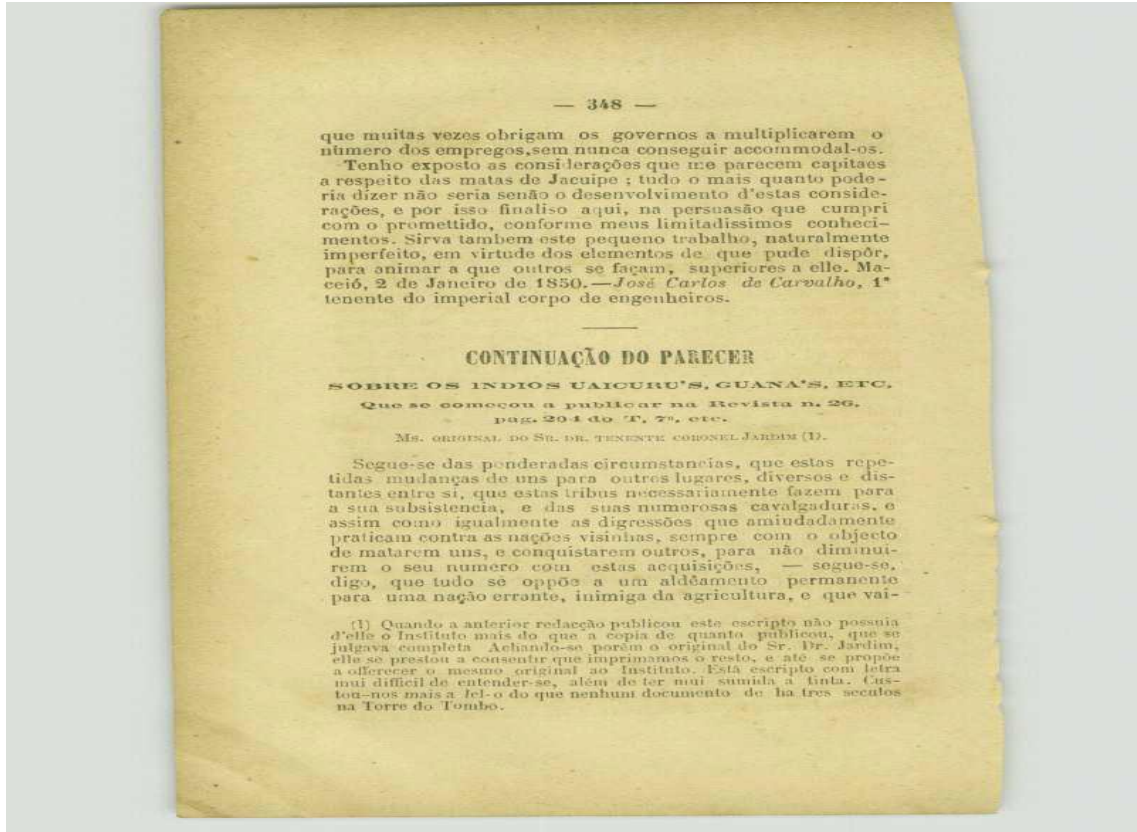 — 348 —
que muitas vezes obrigam os governos a multiplicarem o
número dos empregos,sem nunca conseguir accommodal-os.
Tenho exposto as considerações que me parecem capitaes
a respeito das matas de Jacuipe ; tudo o mais quanto pode-
ria dizer não seria senão o desenvolvimento d'estas conside-
rações, e por isso finaliso aqui, na persuasão que cumpri
com o promettido, conforme meus limitadissimos conheci-
mentos. Sirva tambem este pequeno trabalho, naturalmente
imperfeito, em virtude dos elementos de que pude dispôr,
para animar a que outros se façam, superiores a elle. Ma-
ceió, 2 de Janeiro de 1850.—José Carlos de Carvalho, 1º
tenente do imperial corpo de engenheiros.
CONTINUAÇÃO DO PARECER
SOBRE OS INDIOS UAICURU'S, GUANA'S, ETC.
Que se começou a publicar na Revista n. 26,
pag. 204 do T. 7º, etc.
MS. ORIGINAL DO SR. DR. TENENTE CORONEL JARDIM (1).
Segue-se das ponderadas circumstancias, que estas repe-
tidas mudanças de uns para outros lugares, diversos e dis-
tantes entre si, que estas tribus necessariamente fazem para
a sua subsistencia, e das suas numerosas cavalgaduras, e
assim como igualmente as digressões que amiudadamente
praticam contra as nações visinhas, sempre com o objecto
de matarem uns, e conquistarem outros, para não diminui-
rem o seu numero com estas acquisições, — segue-se,
digo, que tudo se oppõe a um aldêamento permanente
para uma nação errante, inimiga da agricultura, e que vai-
(1) Quando a anterior redacção publicou este escripto não possuia
d'elle o Instituto mais do que a copia de quanto publicou, que se
julgava completa Achando-se porém o original do Sr. Dr. Jardim,
elle se prestou a consentir que imprimamos o resto, e até se propõe
a offerecer o mesmo original ao Instituto. Está escripto com letra
mui difficil de entender-se, além de ter mui sumida a tinta. Cus-
tou-nos mais a lel-o do que nenhum documento de ha tres seculos
na Torre do Tombo.